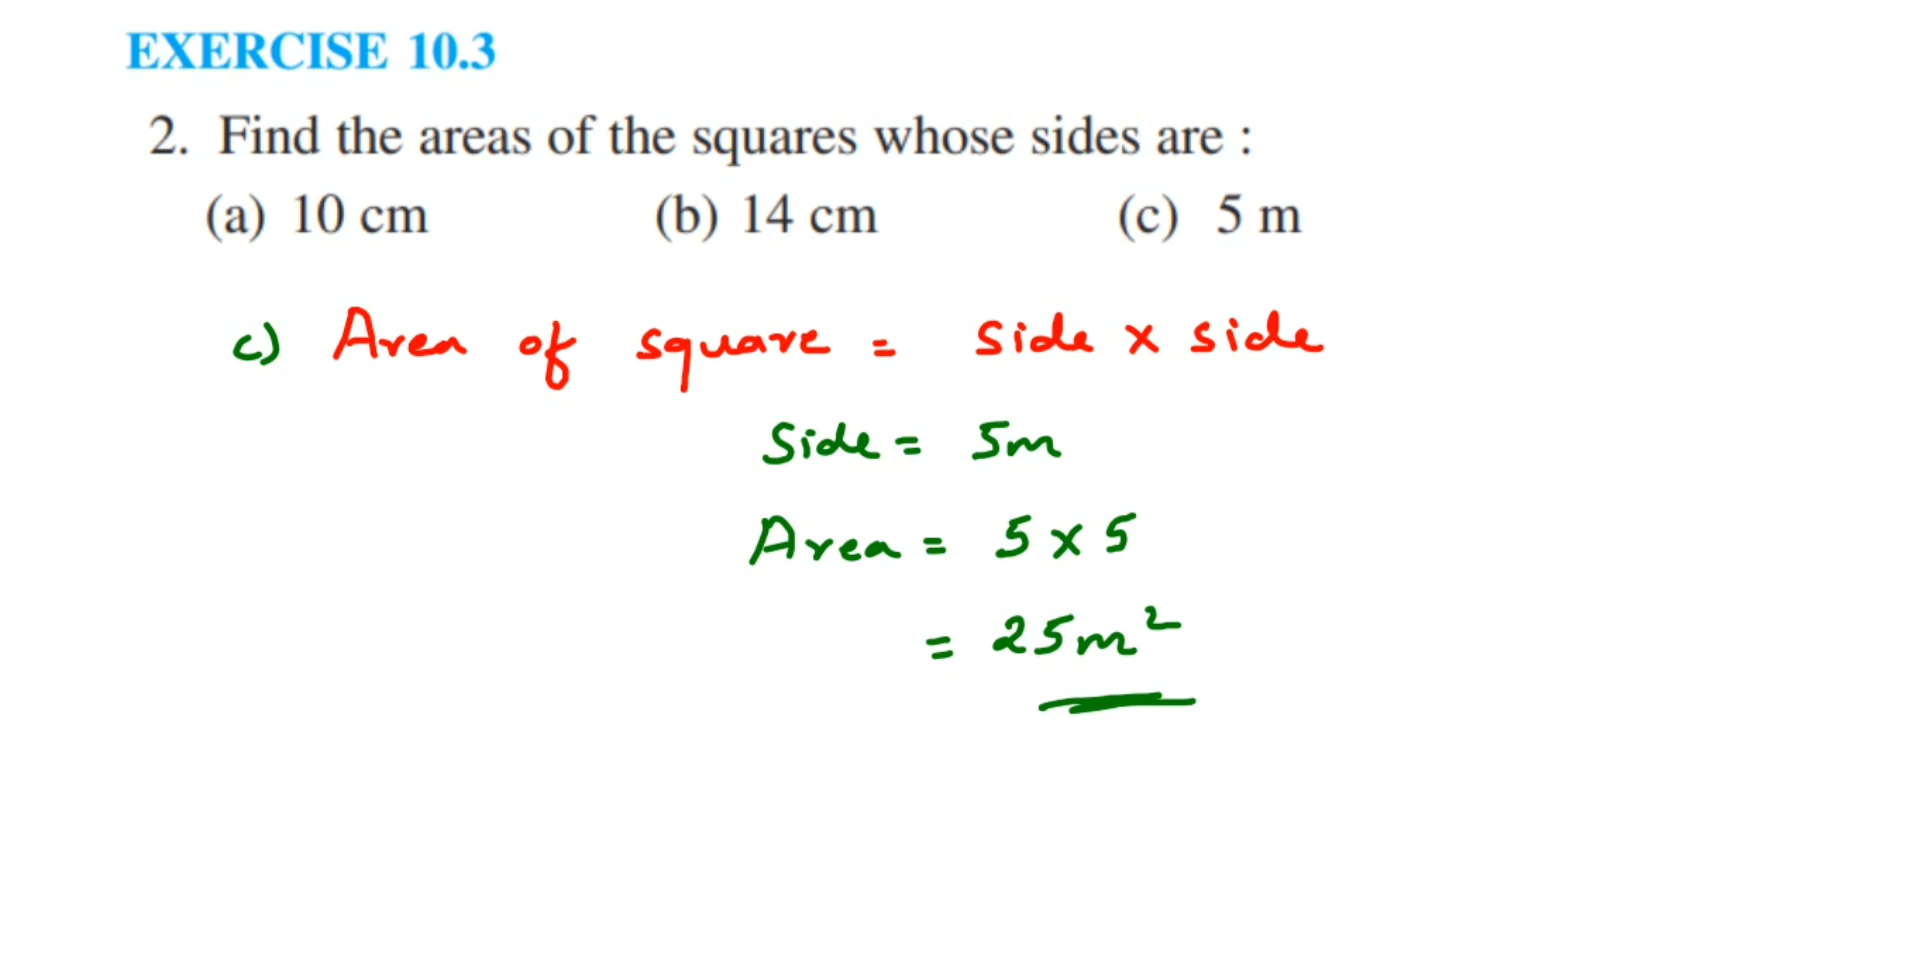 EXERCISE 10.3
2. Find the areas of the squares whose sides are :
(a) 10 cm (b) 14 cm (c) 5 m
c) Area of square = side x side
Side = 5m
Area = 5 x 5
= 25m²